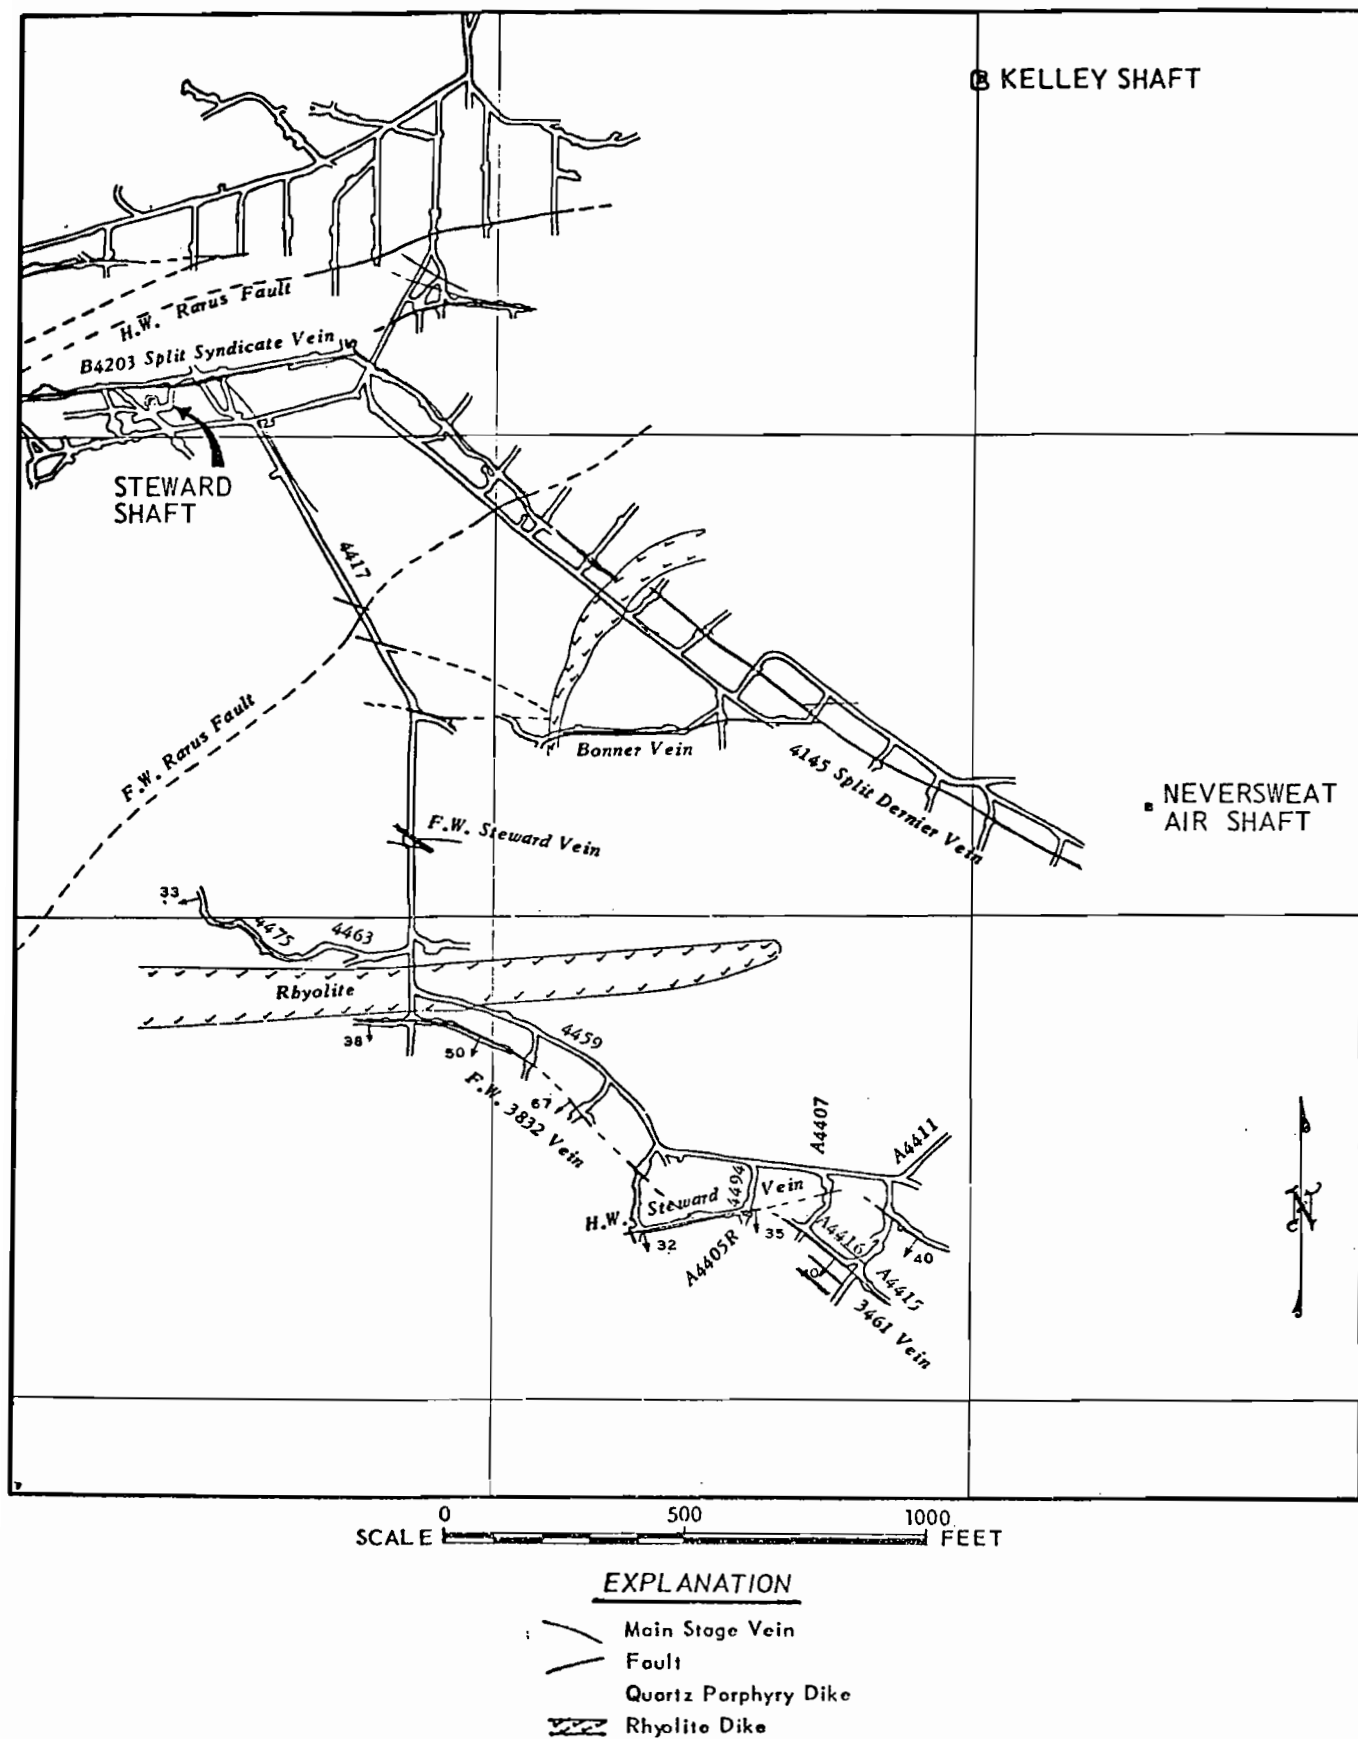 KELLEY SHAFT
H.W. Rarus Fault
B4203 Split Syndicate Vein
STEWARD
SHAFT
4417
F.W. Rarus Fault
Bonner Vein
4145 Split Dernier Vein
NEVERSWEAT
AIR SHAFT
F.W. Steward Vein
33
4475
4463
Rhyolite
38
50
4459
67
F.W. 3832 Vein
A4407
A4411
4494
H.W. Steward Vein
32
35
A4405R
A4416
40
A4415
3461 Vein
N
0 500 1000
SCALE FEET
EXPLANATION
Main Stage Vein
Fault
Quartz Porphyry Dike
Rhyolite Dike